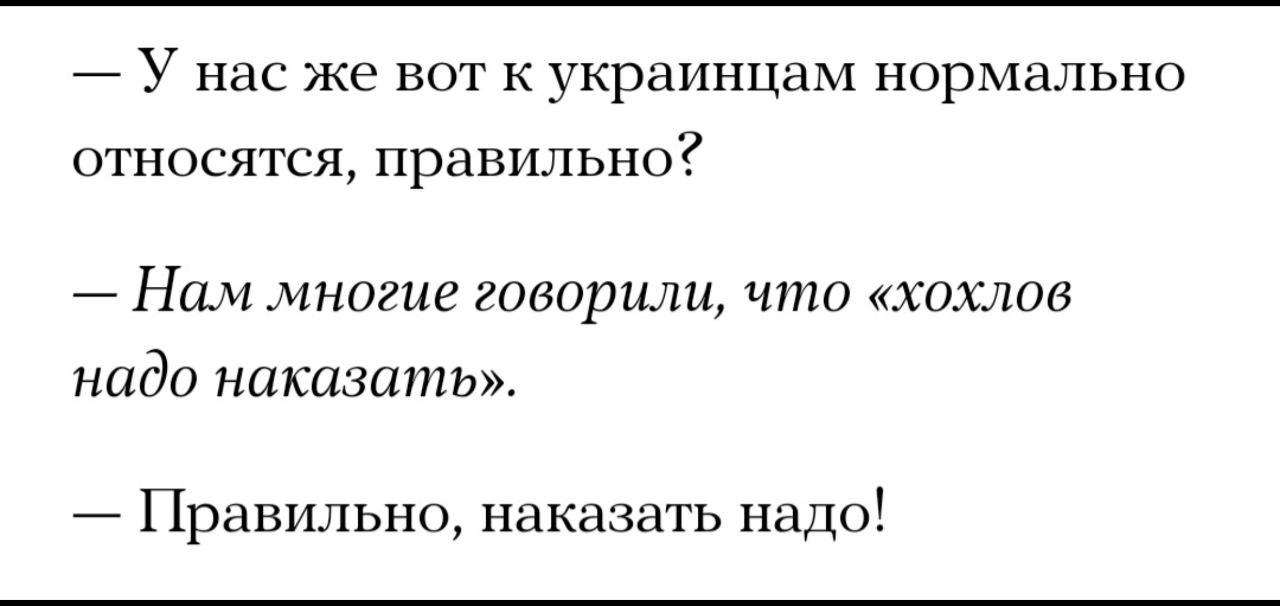 — У нас же вот к украинцам нормально
относятся, правильно?
— Нам многие говорили, что «хохлов
надо наказать».
— Правильно, наказать надо!